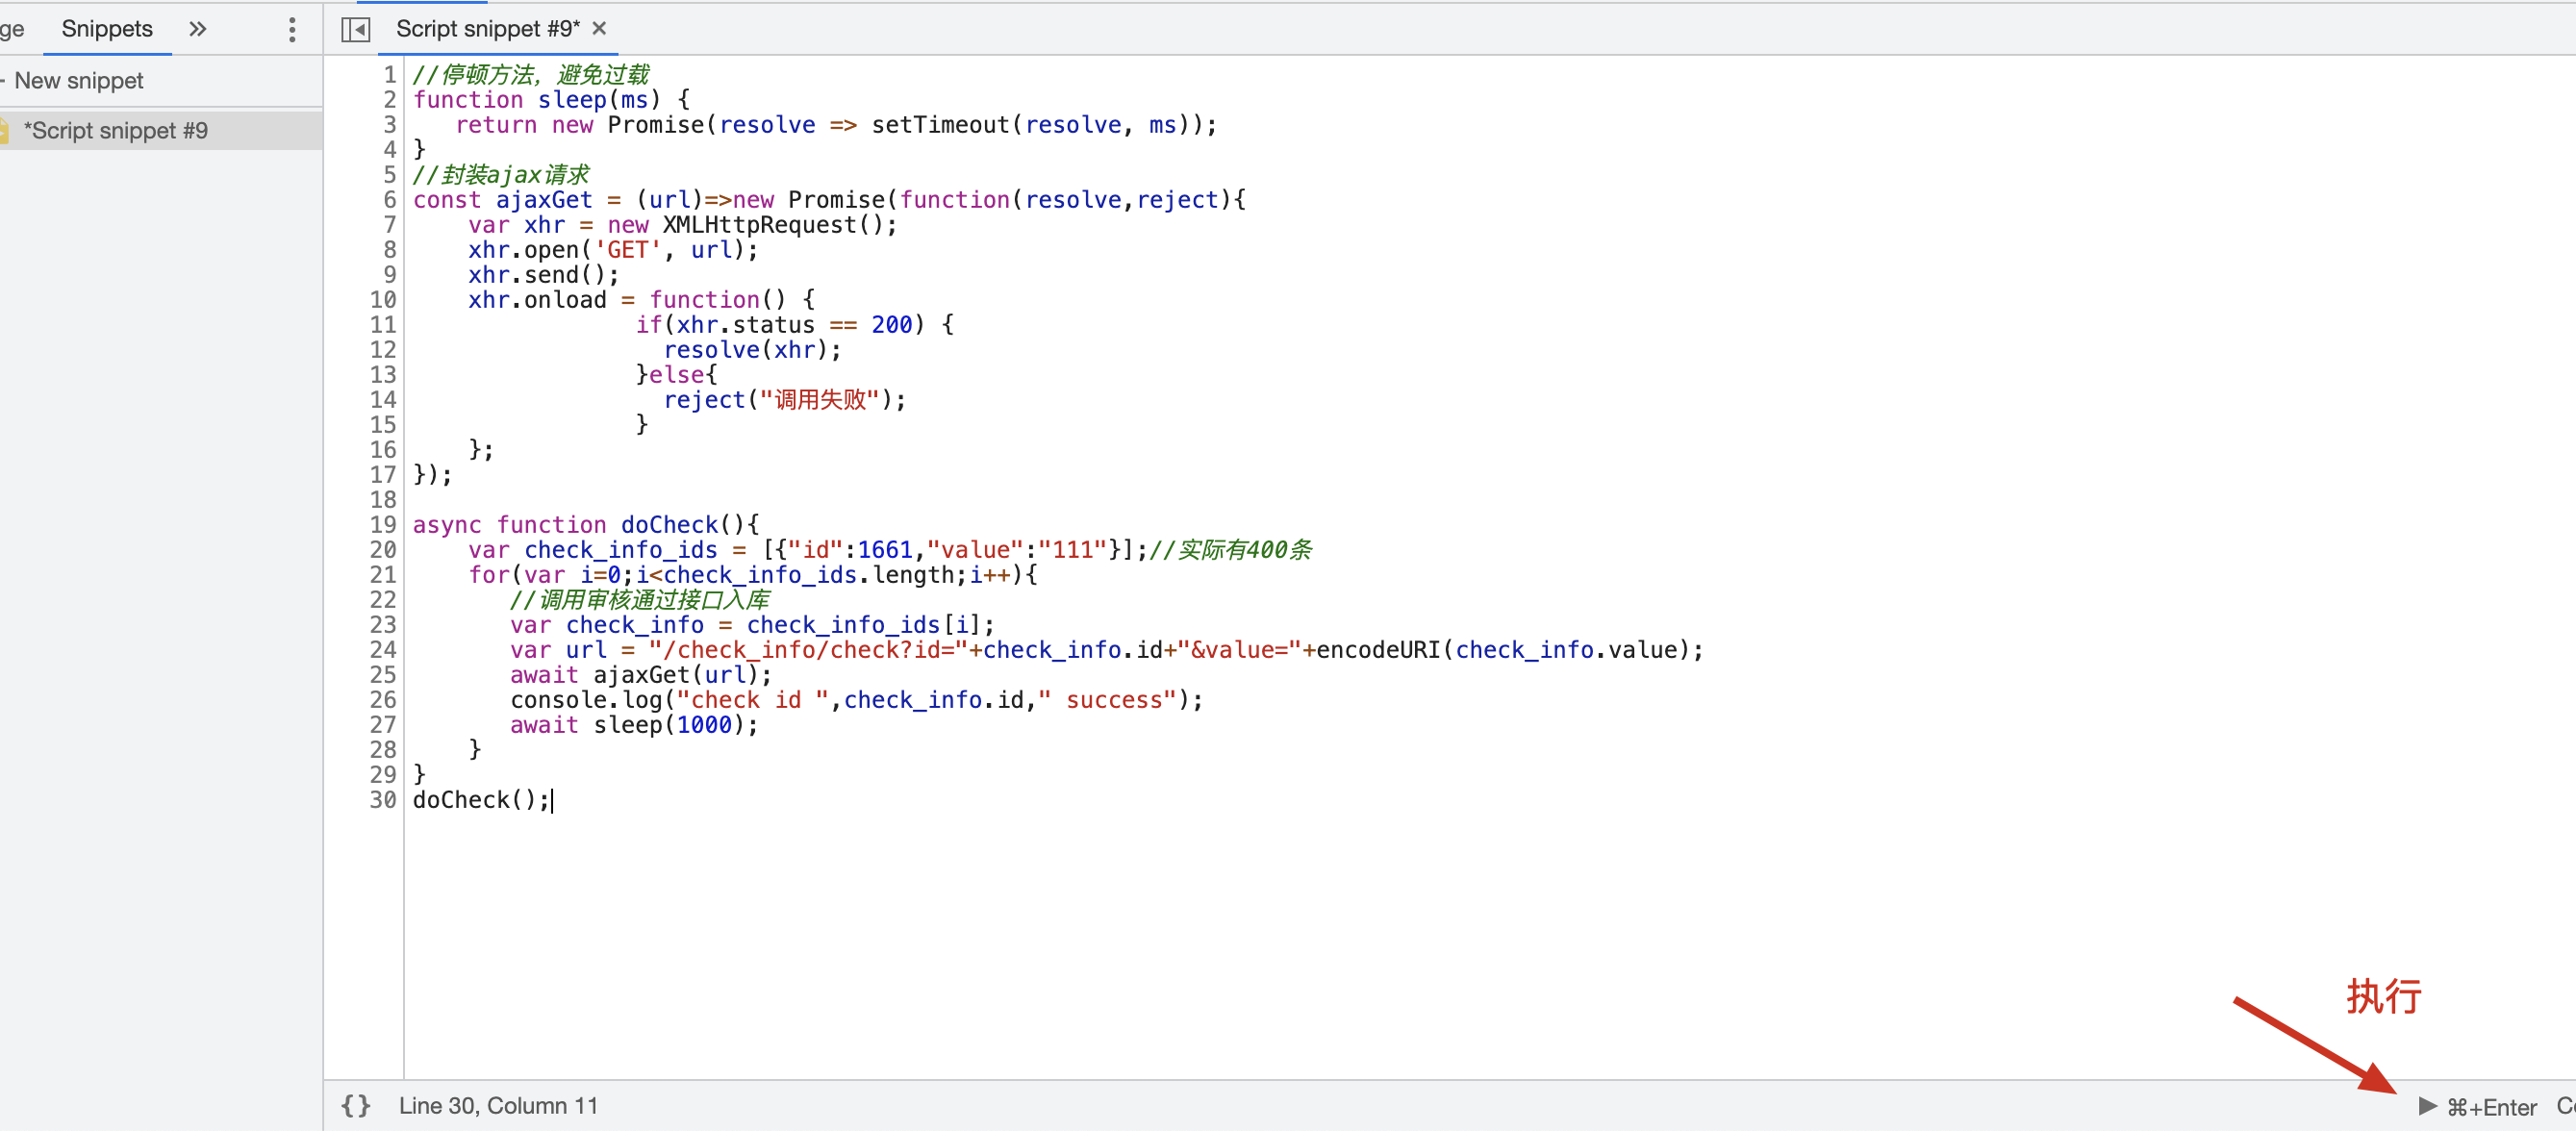 ge Snippets
Script snippet #9* ×
New snippet
*Script snippet #9
1 //停顿方法，避免过载
2 function sleep(ms) {
3    return new Promise(resolve => setTimeout(resolve, ms));
4 }
5 //封装ajax请求
6 const ajaxGet = (url)=>new Promise(function(resolve,reject){
7     var xhr = new XMLHttpRequest();
8     xhr.open('GET', url);
9     xhr.send();
10     xhr.onload = function() {
11                 if(xhr.status == 200) {
12                   resolve(xhr);
13                 }else{
14                   reject("调用失败");
15                 }
16     };
17 });
18
19 async function doCheck(){
20     var check_info_ids = [{"id":1661,"value":"111"}];//实际有400条
21     for(var i=0;i<check_info_ids.length;i++){
22        //调用审核通过接口入库
23        var check_info = check_info_ids[i];
24        var url = "/check_info/check?id="+check_info.id+"&value="+encodeURI(check_info.value);
25        await ajaxGet(url);
26        console.log("check id ",check_info.id," success");
27        await sleep(1000);
28     }
29 }
30 doCheck();
执行
{} Line 30, Column 11
⌘+Enter